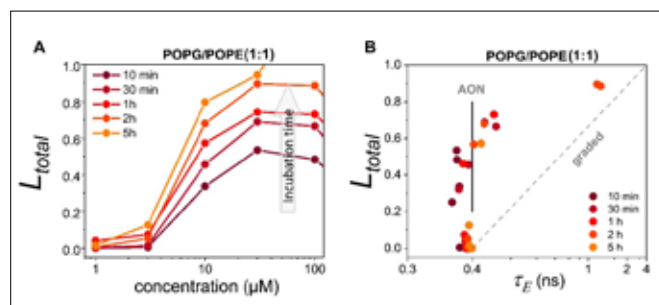 A
POPG/POPE(1:1)
1.0
0.8
0.6
0.4
0.2
0.0
L_total
10 min
30 min
1h
2h
5h
Incubation time
1
10
100
concentration (µM)
B
POPG/POPE(1:1)
1.0
0.8
0.6
0.4
0.2
0.0
L_total
AON
graded
10 min
30 min
1 h
2 h
5 h
0.3
0.4
1
2
4
τ_E (ns)